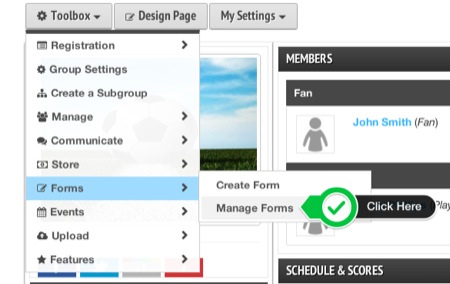 Toolbox
Design Page
My Settings
Registration
Group Settings
Create a Subgroup
Manage
Communicate
Store
Forms
Events
Upload
Features
Create Form
Manage Forms
Click Here
MEMBERS
Fan
John Smith (Fan)
SCHEDULE & SCORES